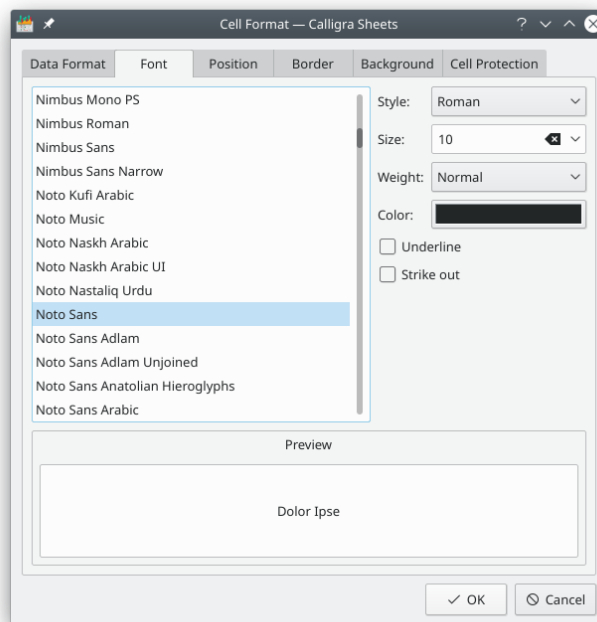 Cell Format — Calligra Sheets
Data Format Font Position Border Background Cell Protection
Nimbus Mono PS
Nimbus Roman
Nimbus Sans
Nimbus Sans Narrow
Noto Kufi Arabic
Noto Music
Noto Naskh Arabic
Noto Naskh Arabic UI
Noto Nastaliq Urdu
Noto Sans
Noto Sans Adlam
Noto Sans Adlam Unjoined
Noto Sans Anatolian Hieroglyphs
Noto Sans Arabic
Style: Roman
Size: 10
Weight: Normal
Color:
Underline
Strike out
Preview
Dolor Ipse
OK Cancel